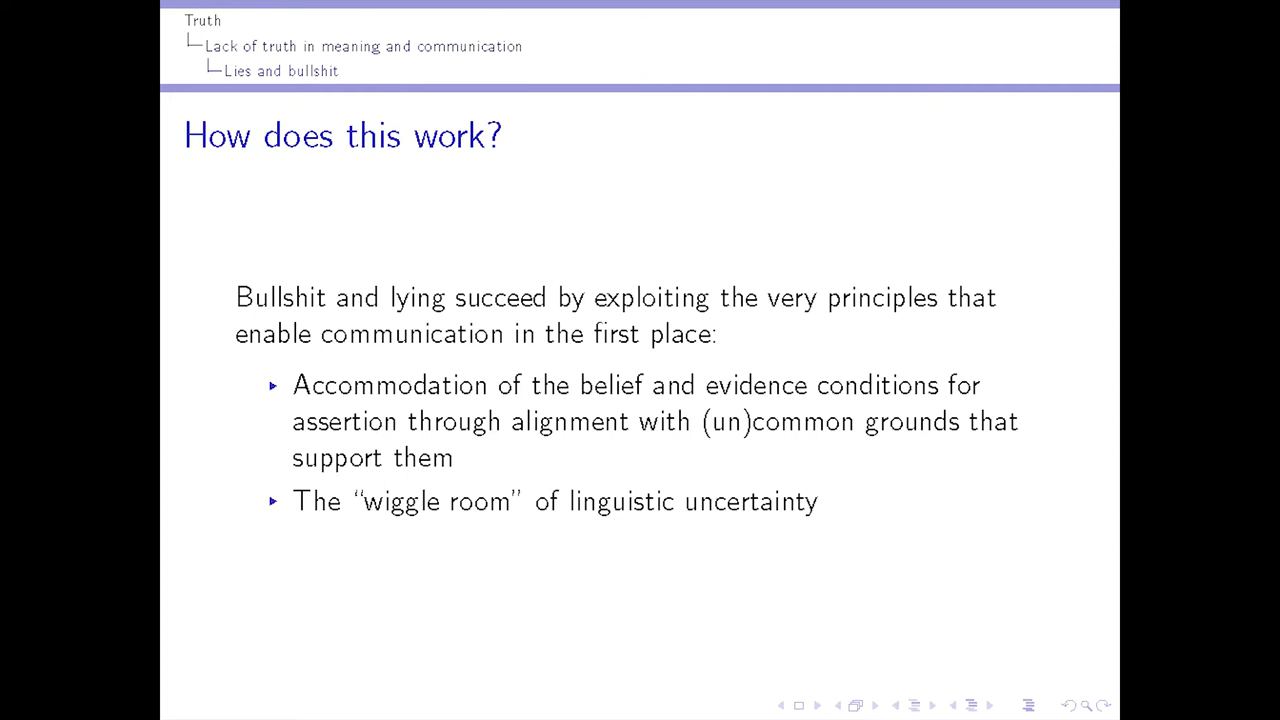 Truth
Lack of truth in meaning and communication
Lies and bullshit
How does this work?
Bullshit and lying succeed by exploiting the very principles that
enable communication in the first place:
Accommodation of the belief and evidence conditions for
assertion through alignment with (un)common grounds that
support them
The “wiggle room” of linguistic uncertainty